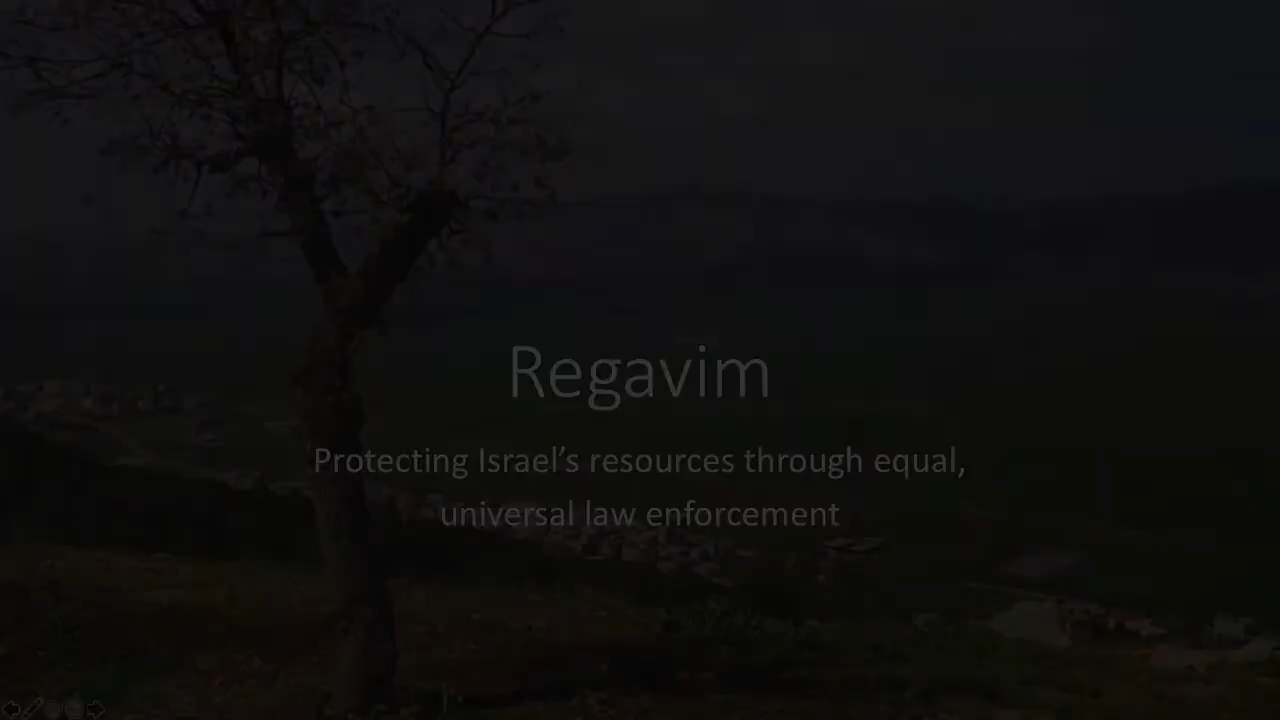 Regavim
Protecting Israel’s resources through equal,
universal law enforcement